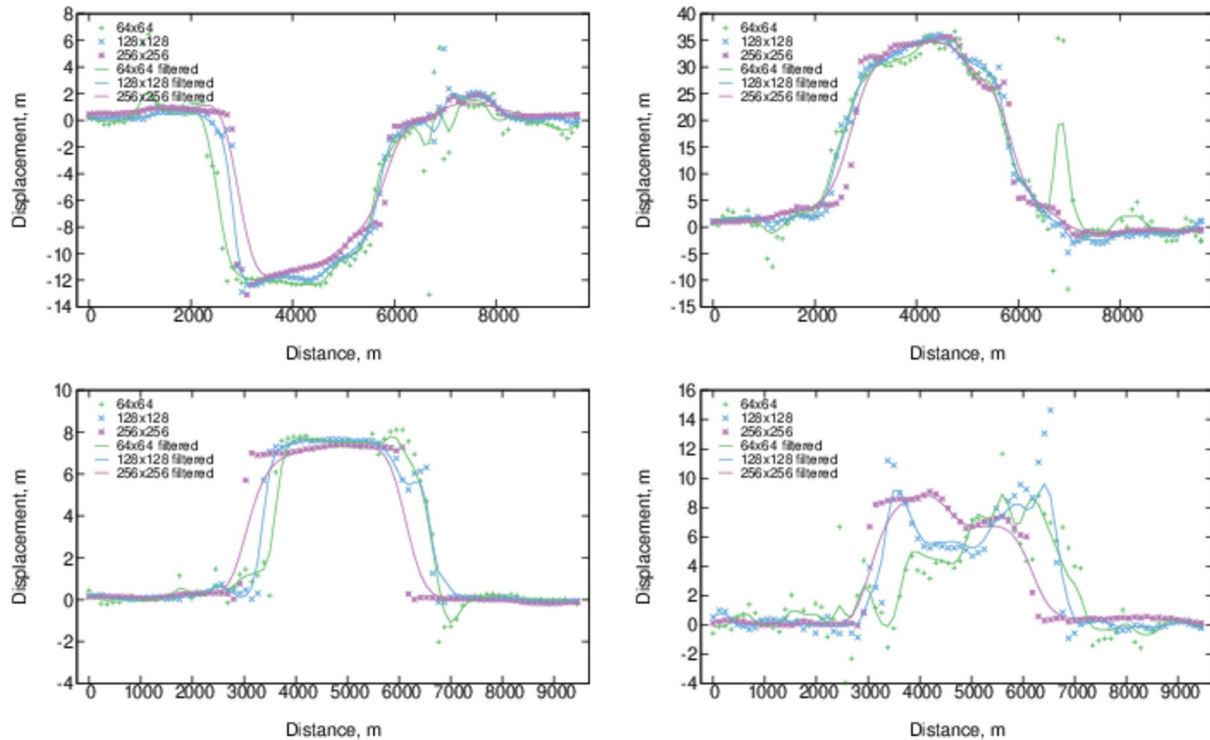 8
6
4
2
0
-2
-4
-6
-8
-10
-12
-14
Displacement, m
64x64
128x128
256x256
64x64 filtered
128x128 filtered
256x256 filtered
0 2000 4000 6000 8000
Distance, m
40
35
30
25
20
15
10
5
0
-5
-10
-15
Displacement, m
64x64
128x128
256x256
64x64 filtered
128x128 filtered
256x256 filtered
0 2000 4000 6000 8000
Distance, m
10
8
6
4
2
0
-2
-4
Displacement, m
64x64
128x128
256x256
64x64 filtered
128x128 filtered
256x256 filtered
0 1000 2000 3000 4000 5000 6000 7000 8000 9000
Distance, m
16
14
12
10
8
6
4
2
0
-2
-4
Displacement, m
64x64
128x128
256x256
64x64 filtered
128x128 filtered
256x256 filtered
0 1000 2000 3000 4000 5000 6000 7000 8000 9000
Distance, m